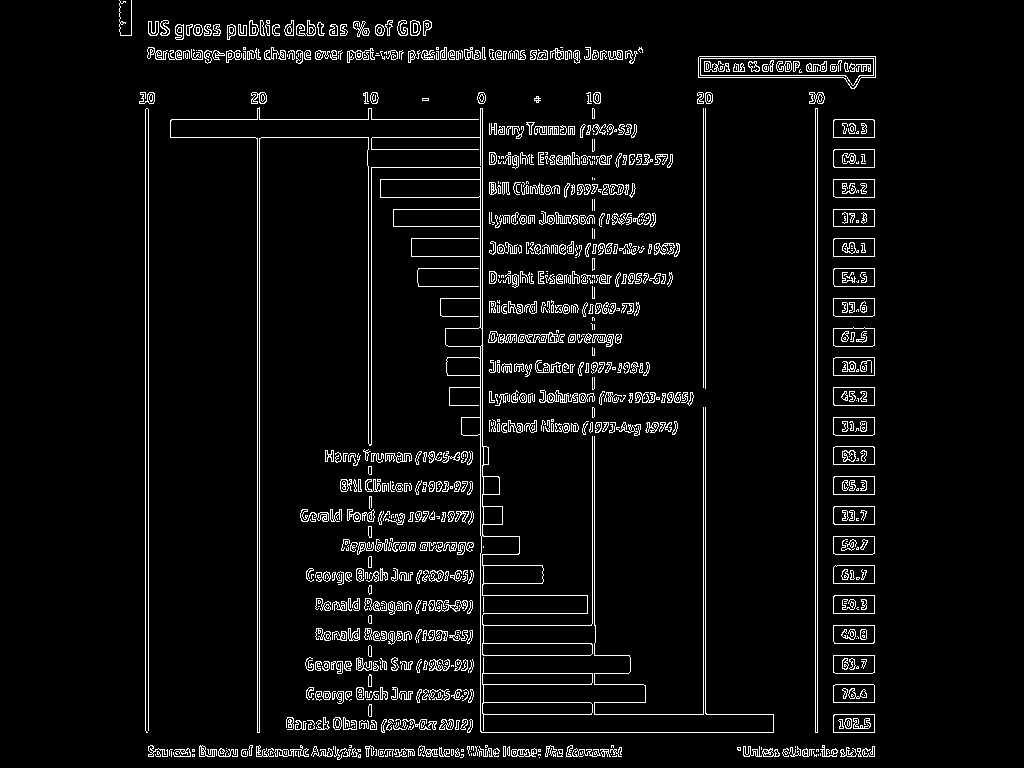 US gross public debt as % of GDP
Percentage-point change over post-war presidential terms starting January*
Debt as % of GDP, end of term
30 20 10 – 0 + 10 20 30
Harry Truman (1949-53) 70.3
Dwight Eisenhower (1953-57) 60.1
Bill Clinton (1997-2001) 56.2
Lyndon Johnson (1965-69) 37.3
John Kennedy (1961-Nov 1963) 48.1
Dwight Eisenhower (1957-61) 54.5
Richard Nixon (1969-73) 33.6
Democratic average 61.5
Jimmy Carter (1977-1981) 30.6
Lyndon Johnson (Nov 1963-1965) 45.2
Richard Nixon (1973-Aug 1974) 31.8
Harry Truman (1945-49) 98.2
Bill Clinton (1993-97) 65.3
Gerald Ford (Aug 1974-1977) 33.7
Republican average 50.7
George Bush Jnr (2001-05) 61.7
Ronald Reagan (1985-89) 50.3
Ronald Reagan (1981-85) 40.8
George Bush Snr (1989-93) 63.7
George Bush Jnr (2005-09) 76.4
Barack Obama (2009-Oct 2012) 102.5
Sources: Bureau of Economic Analysis; Thomson Reuters; White House; The Economist
*Unless otherwise stated